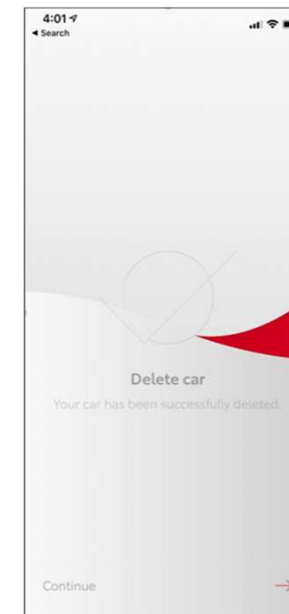 4:01
Search
Delete car
Your car has been successfully deleted.
Continue